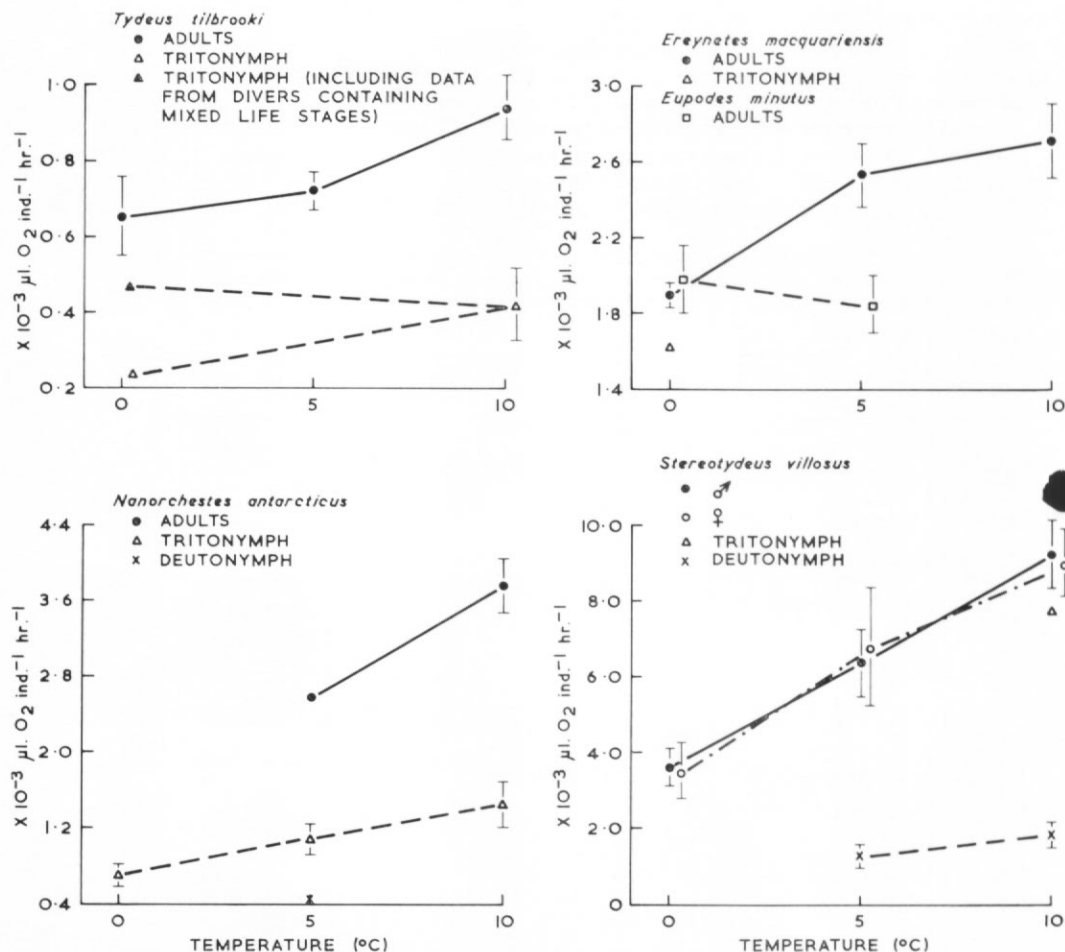 Tydeus tilbrooki
● ADULTS
△ TRITONYMPH
▲ TRITONYMPH (INCLUDING DATA
FROM DIVERS CONTAINING
MIXED LIFE STAGES)
X 10⁻³ µl. O₂ ind.⁻¹ hr.⁻¹
1·0
0·8
0·6
0·4
0·2
0
5
10
Ereynetes macquariensis
● ADULTS
△ TRITONYMPH
Eupodes minutus
□ ADULTS
X 10⁻³ µl. O₂ ind.⁻¹ hr.⁻¹
3·0
2·6
2·2
1·8
1·4
0
5
10
Nanorchestes antarcticus
● ADULTS
△ TRITONYMPH
x DEUTONYMPH
X 10⁻³ µl. O₂ ind.⁻¹ hr.⁻¹
4·4
3·6
2·8
2·0
1·2
0·4
0
5
10
TEMPERATURE (ºC)
Stereotydeus villosus
● ♂
○ ♀
△ TRITONYMPH
x DEUTONYMPH
X 10⁻³ µl. O₂ ind.⁻¹ hr.⁻¹
10·0
8·0
6·0
4·0
2·0
0
0
5
10
TEMPERATURE (ºC)